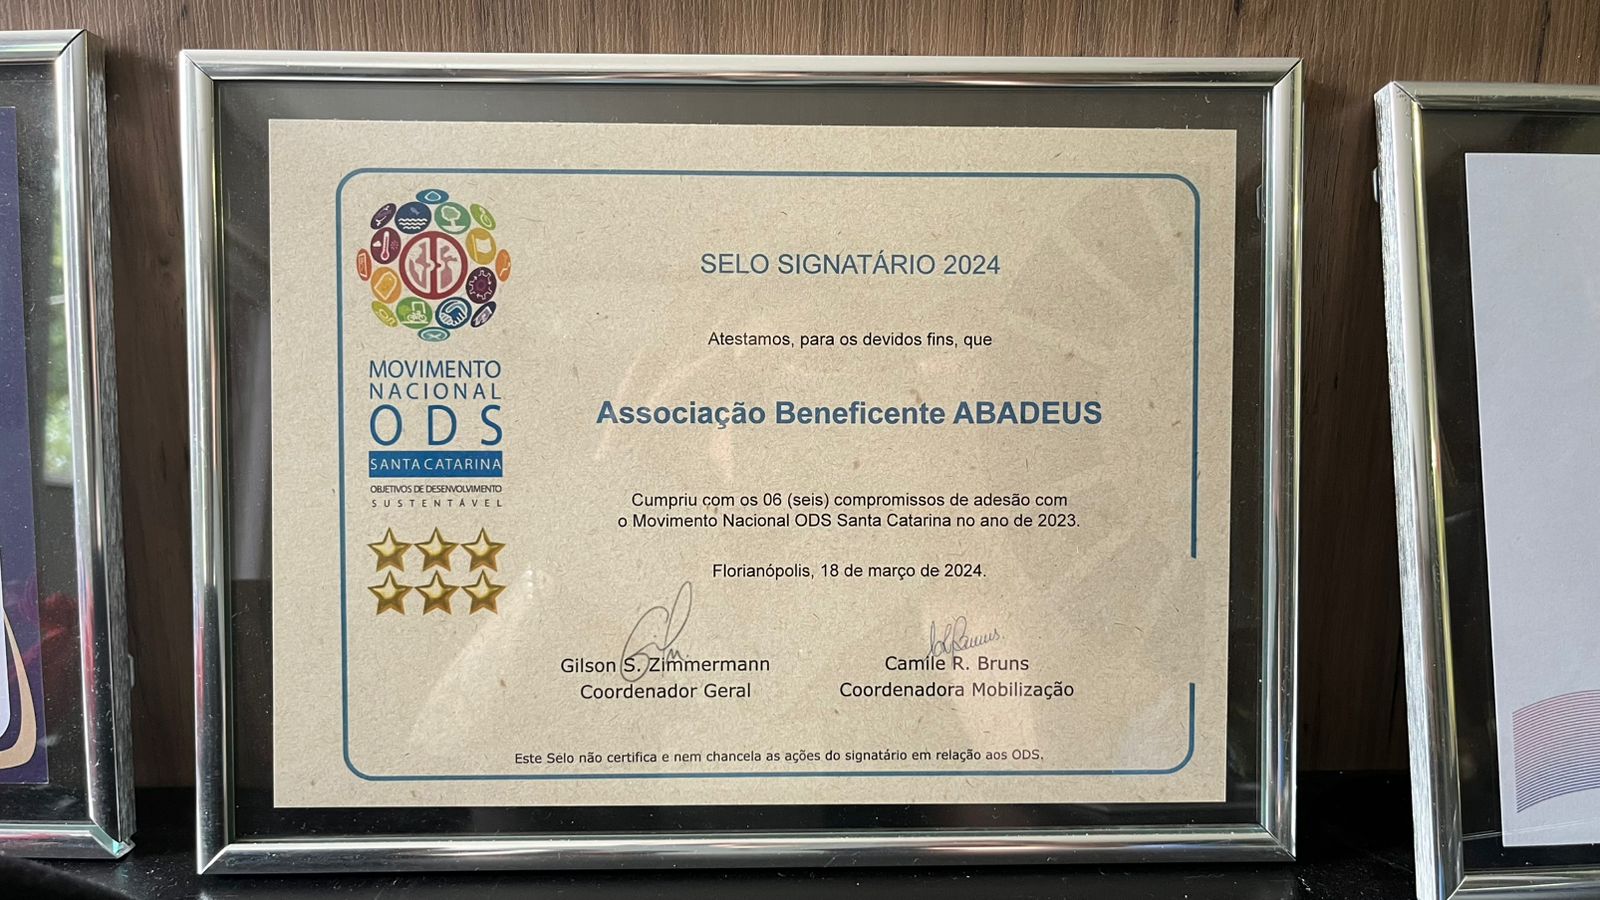 MOVIMENTO
NACIONAL
ODS
SANTA CATARINA
OBJETIVOS DE DESENVOLVIMENTO
SUSTENTÁVEL
SELO SIGNATÁRIO 2024
Atestamos, para os devidos fins, que
Associação Beneficente ABADEUS
Cumpriu com os 06 (seis) compromissos de adesão com
o Movimento Nacional ODS Santa Catarina no ano de 2023.
Florianópolis, 18 de março de 2024.
Gilson S. Zimmermann
Coordenador Geral
Camile R. Bruns
Coordenadora Mobilização
Este Selo não certifica e nem chancela as ações do signatário em relação aos ODS.